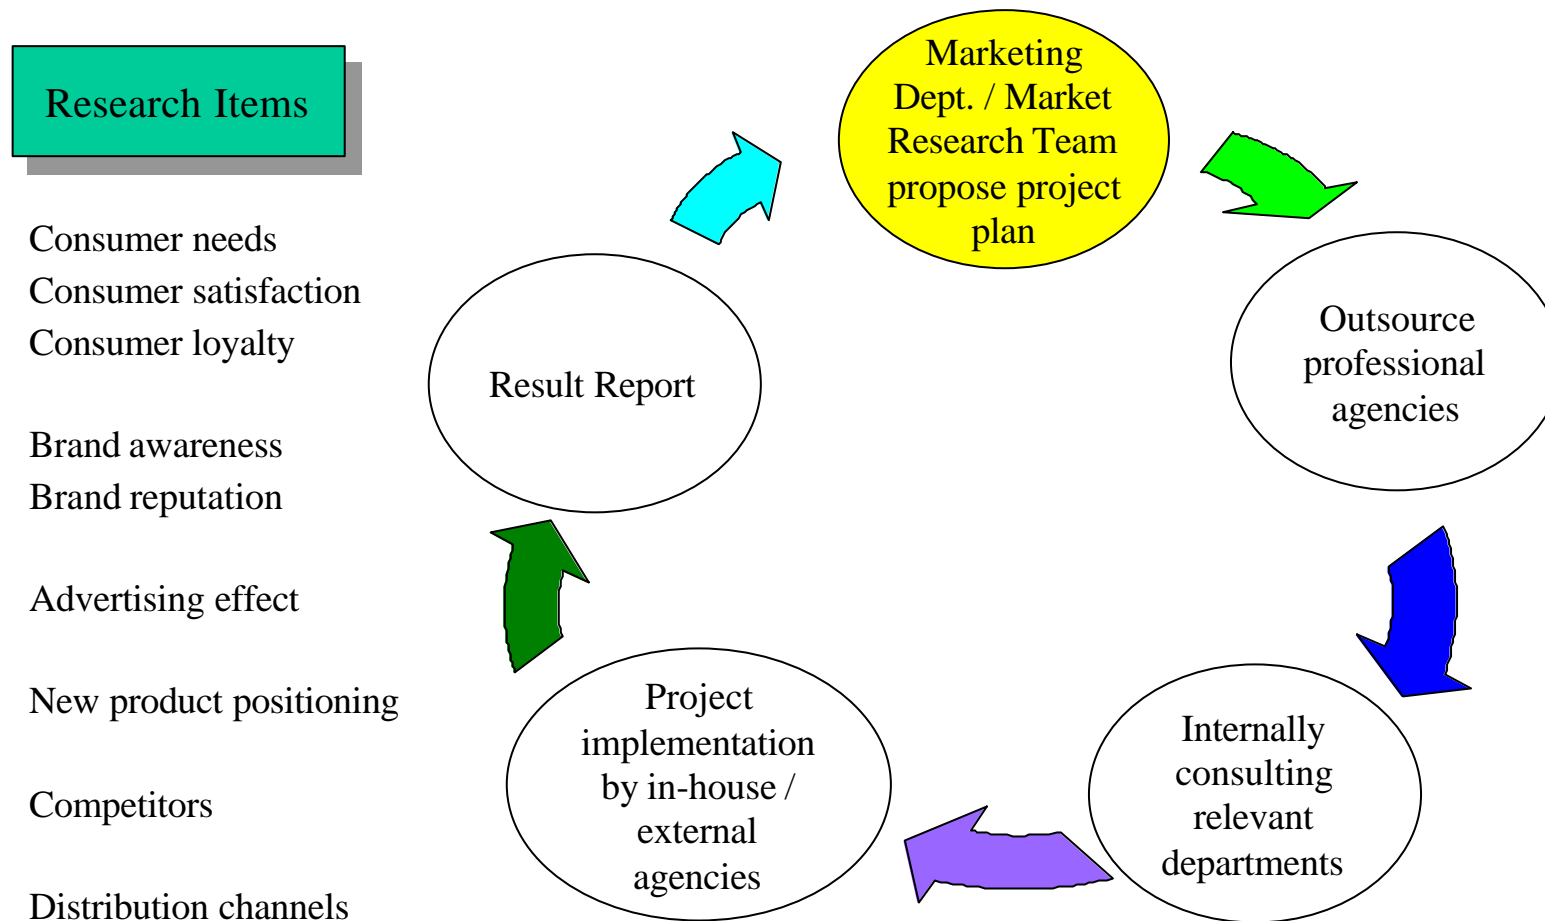 Research Items
Consumer needs
Consumer satisfaction
Consumer loyalty
Brand awareness
Brand reputation
Advertising effect
New product positioning
Competitors
Distribution channels
Marketing
Dept. / Market
Research Team
propose project
plan
Outsource
professional
agencies
Internally
consulting
relevant
departments
Project
implementation
by in-house /
external
agencies
Result Report